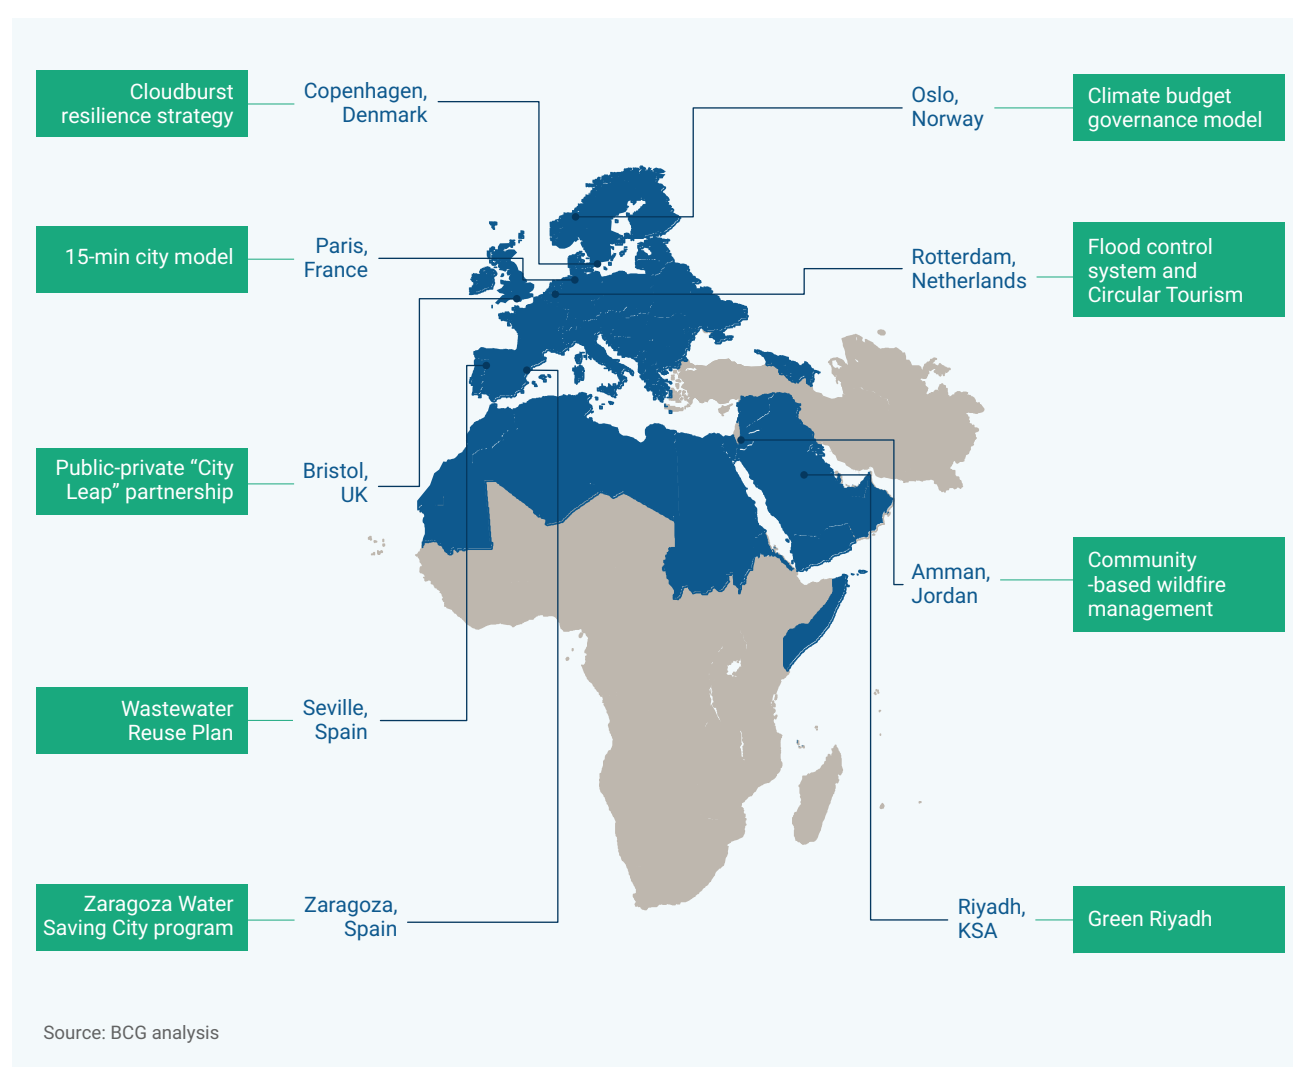 Cloudburst
resilience strategy
Copenhagen,
Denmark
Oslo,
Norway
Climate budget
governance model
15-min city model
Paris,
France
Rotterdam,
Netherlands
Flood control
system and
Circular Tourism
Public-private “City
Leap” partnership
Bristol,
UK
Amman,
Jordan
Community
-based wildfire
management
Wastewater
Reuse Plan
Seville,
Spain
Zaragoza Water
Saving City program
Zaragoza,
Spain
Riyadh,
KSA
Green Riyadh
Source: BCG analysis